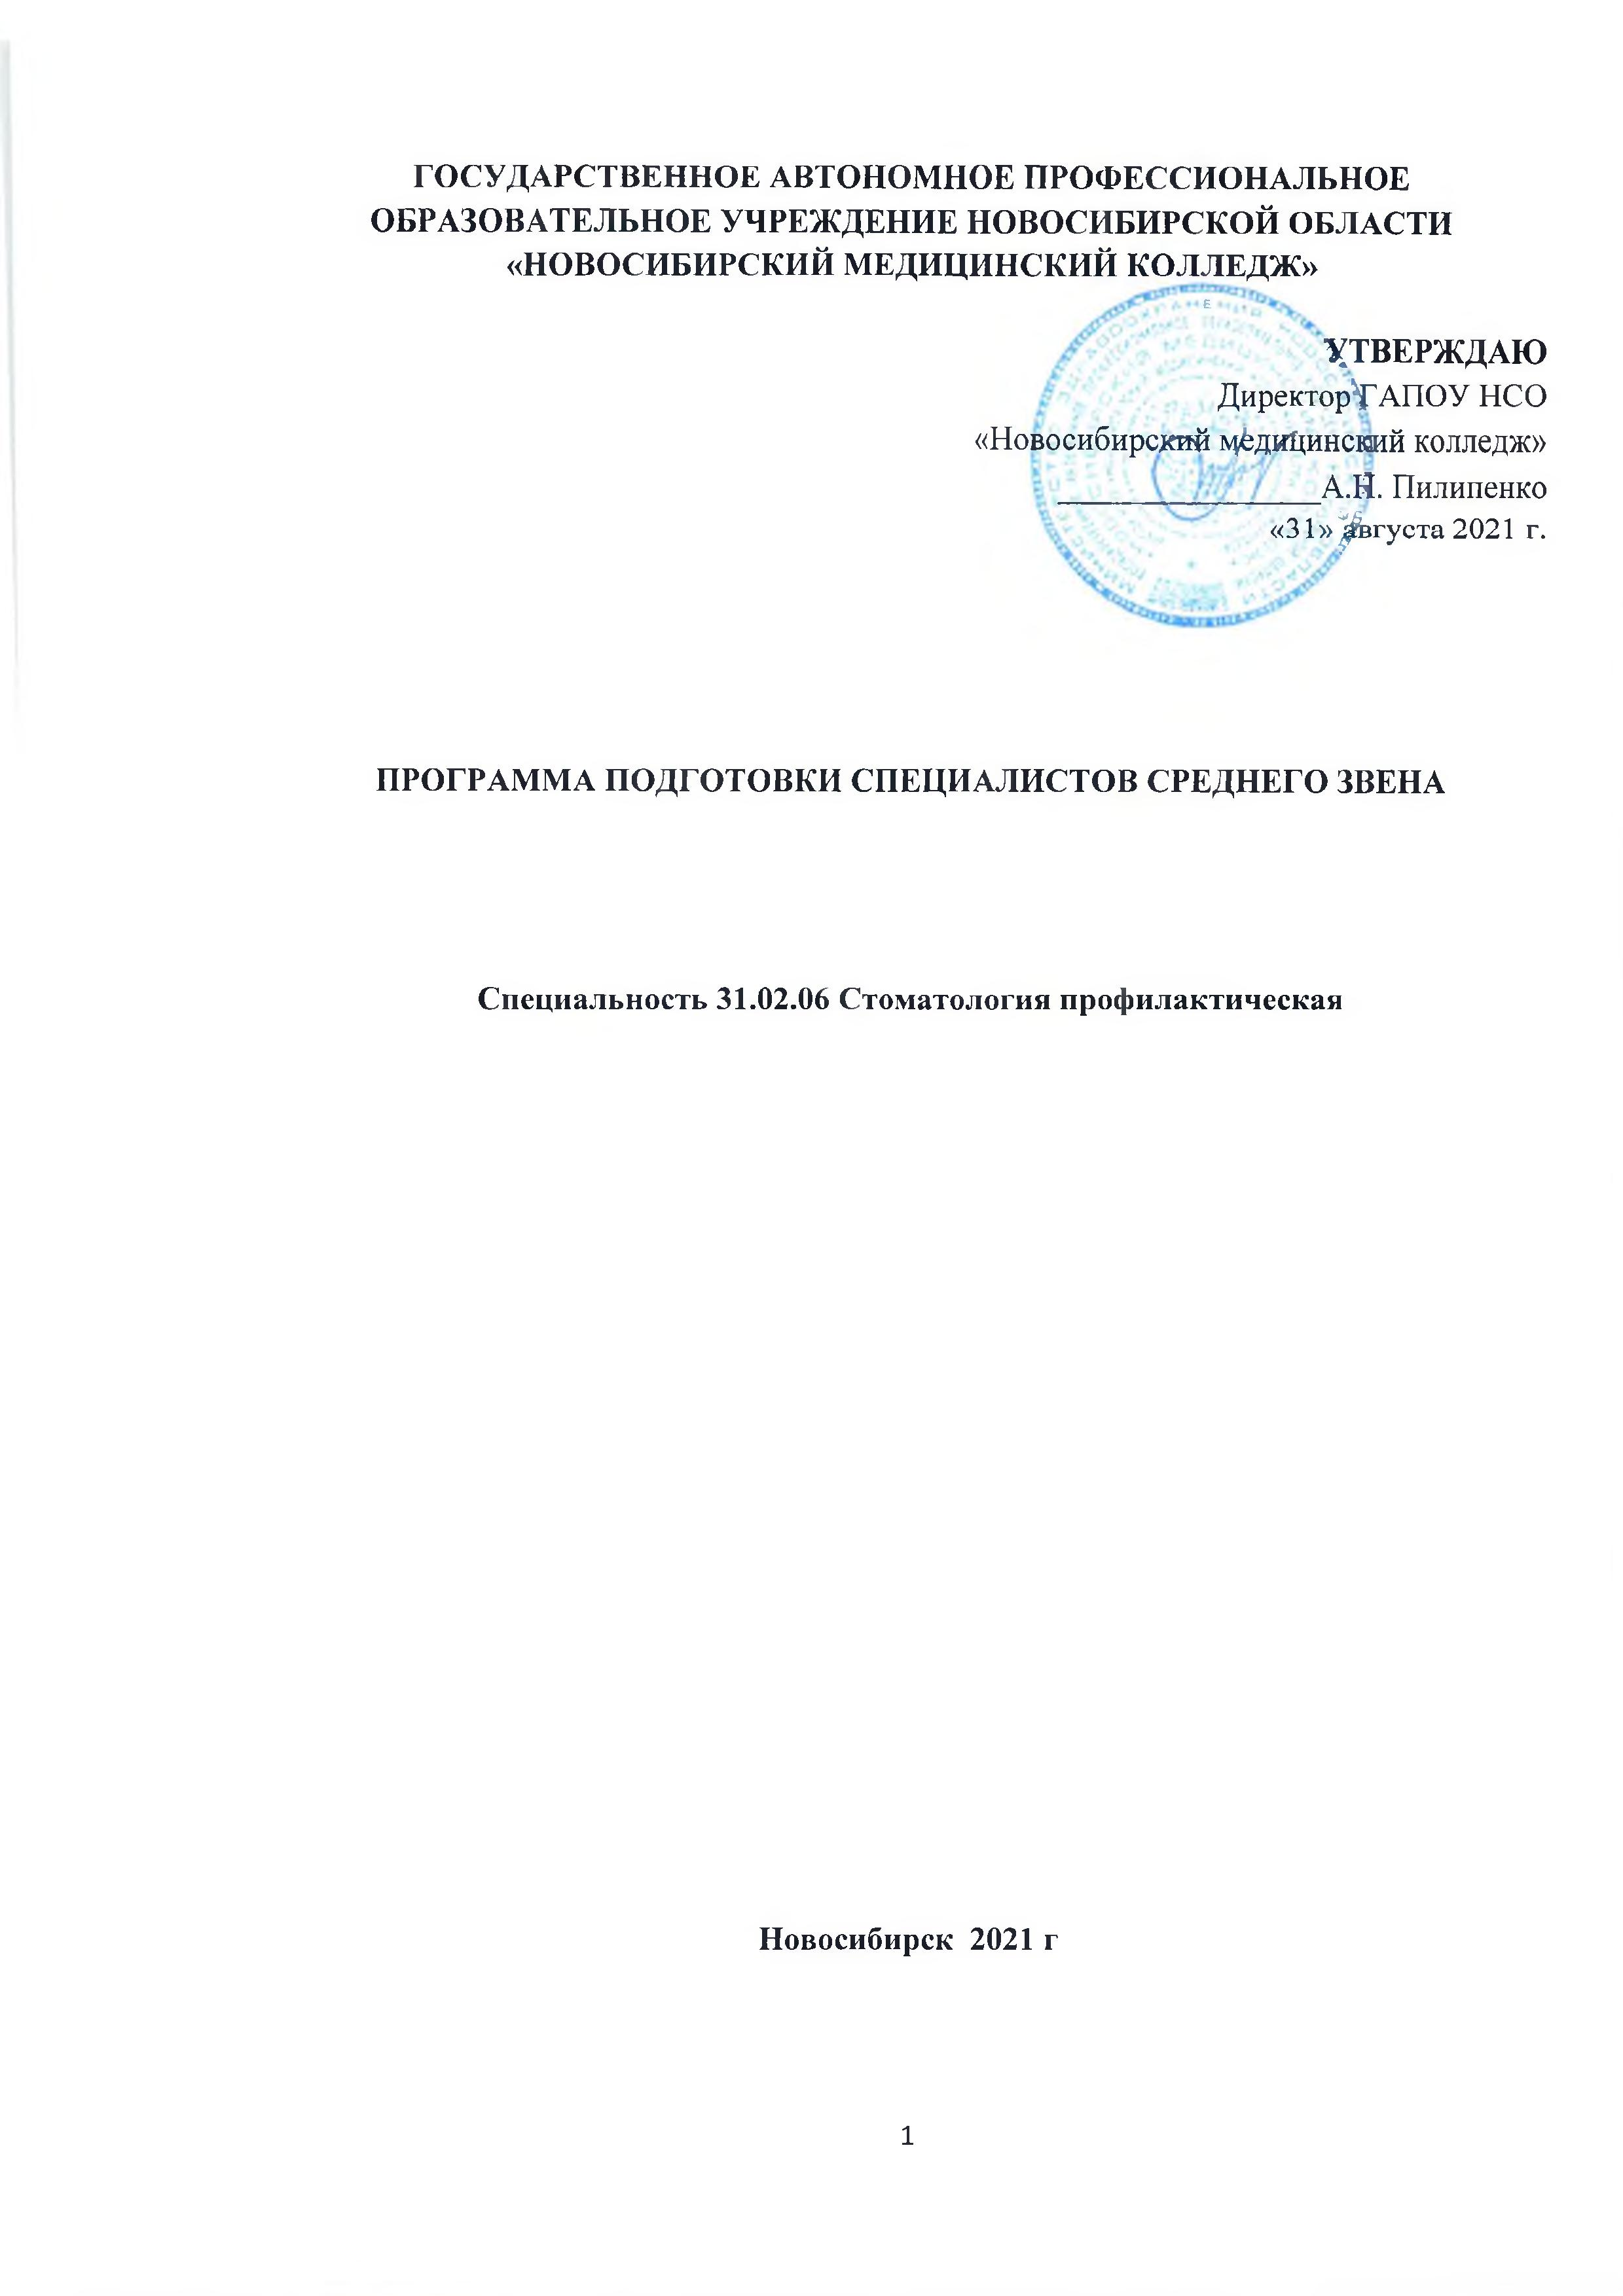 ГОСУДАРСТВЕННОЕ АВТОНОМНОЕ ПРОФЕССИОНАЛЬНОЕ
ОБРАЗОВАТЕЛЬНОЕ УЧРЕЖДЕНИЕ НОВОСИБИРСКОЙ ОБЛАСТИ
«НОВОСИБИРСКИЙ МЕДИЦИНСКИЙ КОЛЛЕДЖ»
УТВЕРЖДАЮ
Директор ГАПОУ НСО
«Новосибирский медицинский колледж»
А.Н. Пилипенко
«31» августа 2021 г.
ПРОГРАММА ПОДГОТОВКИ СПЕЦИАЛИСТОВ СРЕДНЕГО ЗВЕНА
Специальность 31.02.06 Стоматология профилактическая
Новосибирск 2021 г
1